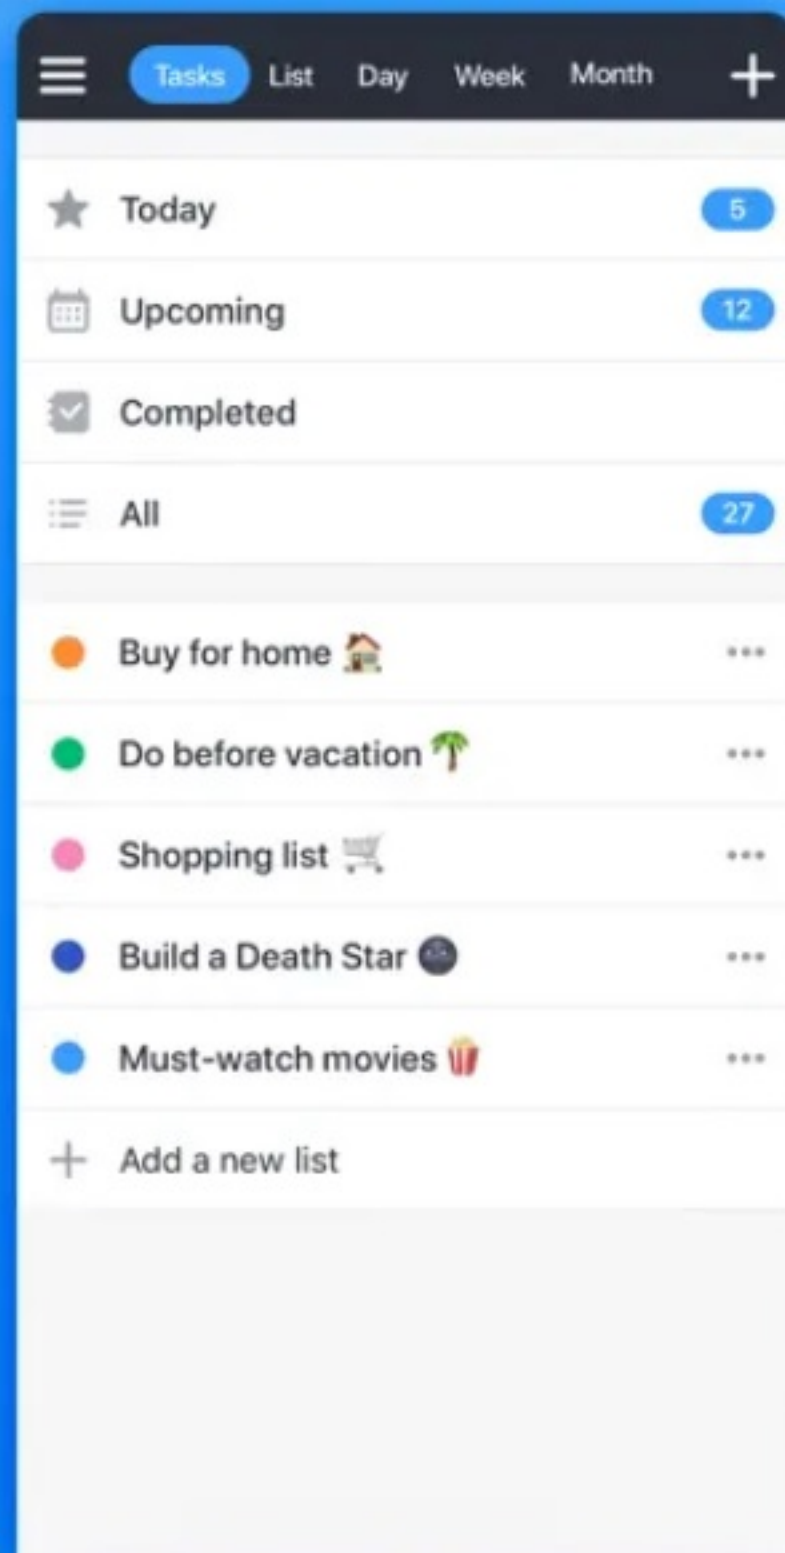 Tasks List Day Week Month
Today 5
Upcoming 12
Completed
All 27
Buy for home 🏠
Do before vacation 🌴
Shopping list 🛒
Build a Death Star 🌚
Must-watch movies 🍿
Add a new list